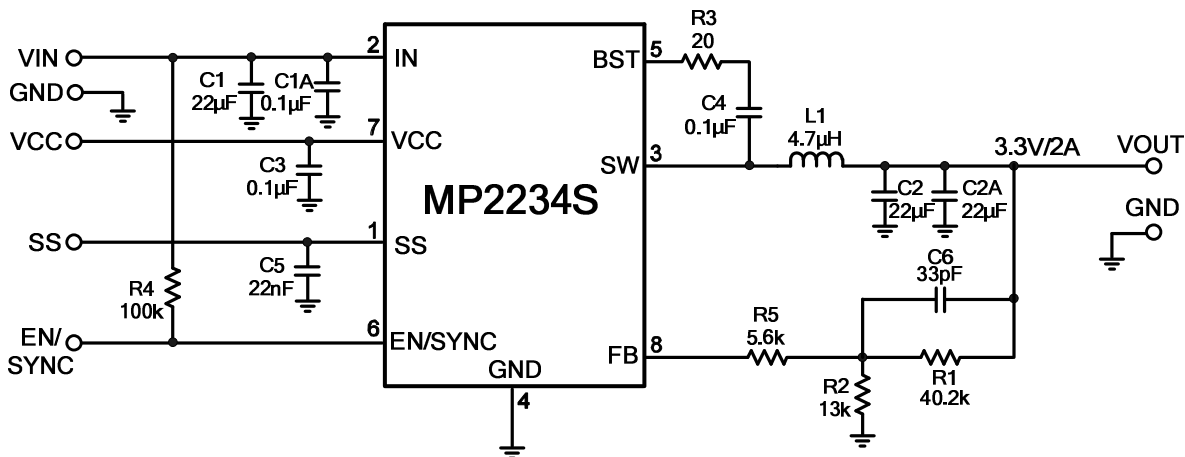 VIN
GND
VCC
SS
EN/
SYNC
R4
100k
C1
22µF
C1A
0.1µF
C3
0.1µF
C5
22nF
2
7
1
6
IN
VCC
SS
EN/SYNC
MP2234S
GND
4
BST
SW
FB
5
3
8
R3
20
C4
0.1µF
L1
4.7µH
C2
22µF
C2A
22µF
3.3V/2A
VOUT
GND
C6
33pF
R5
5.6k
R2
13k
R1
40.2k